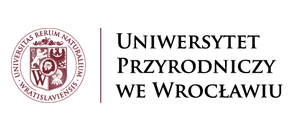 UNIVERSITAS RERUM NATURALIUM
WRATISLAVIENSIS
W
UNIWERSYTET
PRZYRODNICZY
WE WROCŁAWIU